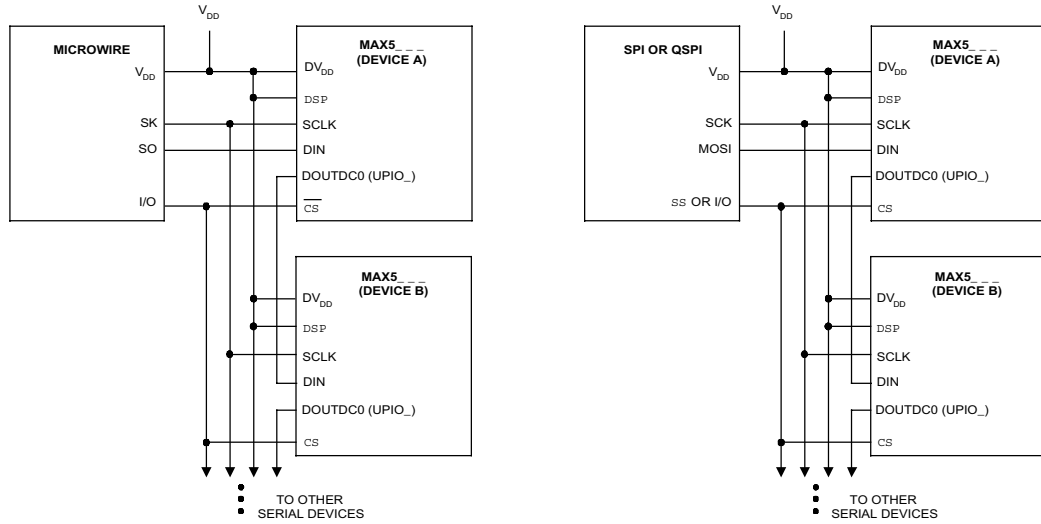 V_DD
MICROWIRE
V_DD
SK
SO
I/O
MAX5_ _ _
(DEVICE A)
DV_DD
DSP
SCLK
DIN
DOUTDC0 (UPIO_)
CS
MAX5_ _ _
(DEVICE B)
DV_DD
DSP
SCLK
DIN
DOUTDC0 (UPIO_)
CS
TO OTHER
SERIAL DEVICES
V_DD
SPI OR QSPI
V_DD
SCK
MOSI
SS OR I/O
MAX5_ _ _
(DEVICE A)
DV_DD
DSP
SCLK
DIN
DOUTDC0 (UPIO_)
CS
MAX5_ _ _
(DEVICE B)
DV_DD
DSP
SCLK
DIN
DOUTDC0 (UPIO_)
CS
TO OTHER
SERIAL DEVICES